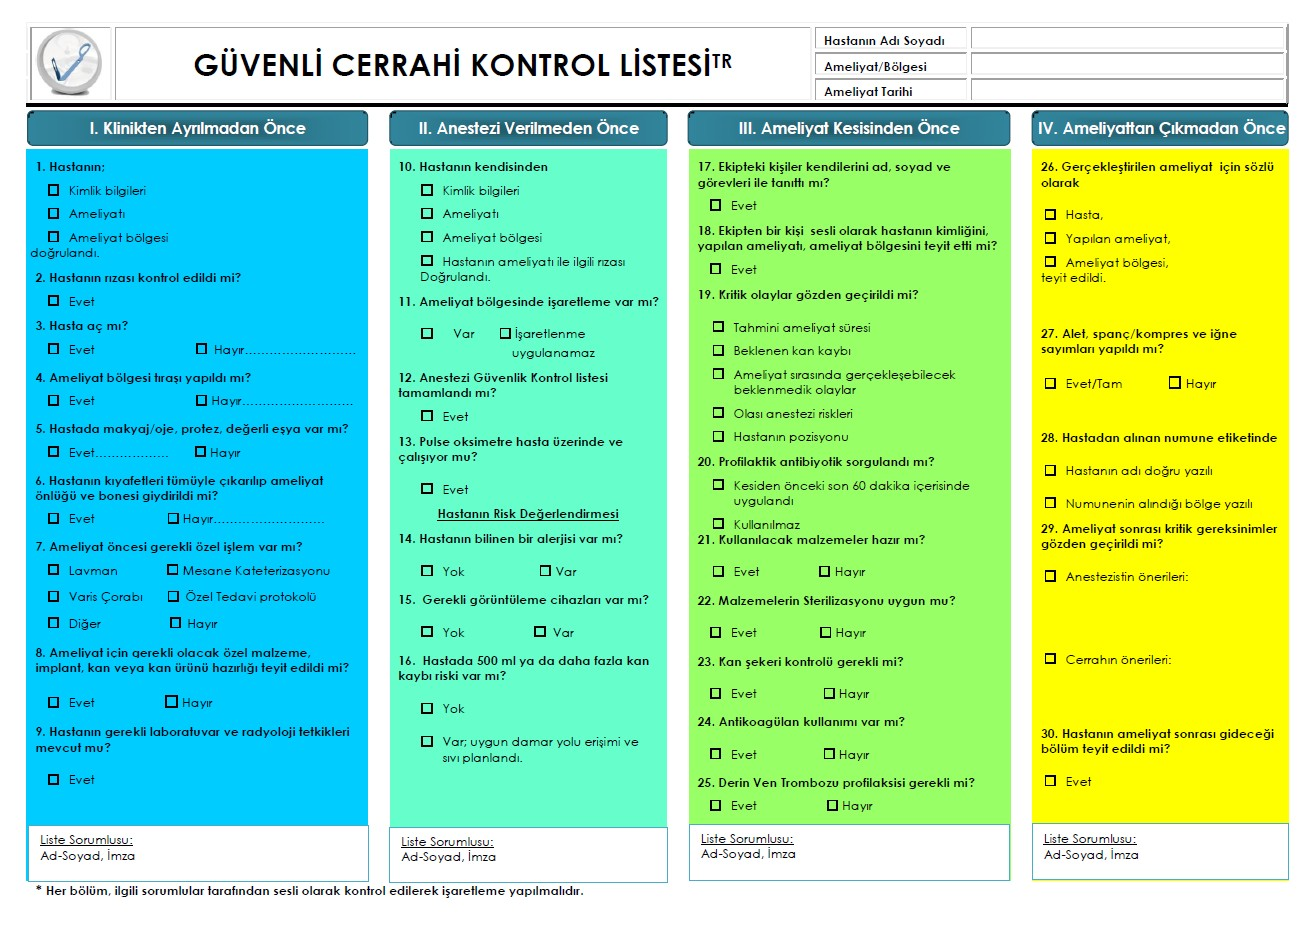 GÜVENLİ CERRAHİ KONTROL LİSTESİTR
Hastanın Adı Soyadı
Ameliyat/Bölgesi
Ameliyat Tarihi
I. Klinikten Ayrılmadan Önce
1. Hastanın;
Kimlik bilgileri
Ameliyatı
Ameliyat bölgesi
doğrulandı.
2. Hastanın rızası kontrol edildi mi?
Evet
3. Hasta aç mı?
Evet Hayır...........................
4. Ameliyat bölgesi tıraşı yapıldı mı?
Evet Hayır...........................
5. Hastada makyaj/oje, protez, değerli eşya var mı?
Evet.................. Hayır
6. Hastanın kıyafetleri tümüyle çıkarılıp ameliyat
önlüğü ve bonesi giydirildi mi?
Evet Hayır...........................
7. Ameliyat öncesi gerekli özel işlem var mı?
Lavman Mesane Kateterizasyonu
Varis Çorabı Özel Tedavi protokolü
Diğer Hayır
8. Ameliyat için gerekli olacak özel malzeme,
implant, kan veya kan ürünü hazırlığı teyit edildi mi?
Evet Hayır
9. Hastanın gerekli laboratuvar ve radyoloji tetkikleri
mevcut mu?
Evet
Liste Sorumlusu:
Ad-Soyad, İmza
II. Anestezi Verilmeden Önce
10. Hastanın kendisinden
Kimlik bilgileri
Ameliyatı
Ameliyat bölgesi
Hastanın ameliyatı ile ilgili rızası
Doğrulandı.
11. Ameliyat bölgesinde işaretleme var mı?
Var İşaretlenme
uygulanamaz
12. Anestezi Güvenlik Kontrol listesi
tamamlandı mı?
Evet
13. Pulse oksimetre hasta üzerinde ve
çalışıyor mu?
Evet
Hastanın Risk Değerlendirmesi
14. Hastanın bilinen bir alerjisi var mı?
Yok Var
15. Gerekli görüntüleme cihazları var mı?
Yok Var
16. Hastada 500 ml ya da daha fazla kan
kaybı riski var mı?
Yok
Var; uygun damar yolu erişimi ve
sıvı planlandı.
Liste Sorumlusu:
Ad-Soyad, İmza
III. Ameliyat Kesisinden Önce
17. Ekipteki kişiler kendilerini ad, soyad ve
görevleri ile tanıttı mı?
Evet
18. Ekipten bir kişi sesli olarak hastanın kimliğini,
yapılan ameliyatı, ameliyat bölgesini teyit etti mi?
Evet
19. Kritik olaylar gözden geçirildi mi?
Tahmini ameliyat süresi
Beklenen kan kaybı
Ameliyat sırasında gerçekleşebilecek
beklenmedik olaylar
Olası anestezi riskleri
Hastanın pozisyonu
20. Profilaktik antibiyotik sorgulandı mı?
Kesiden önceki son 60 dakika içerisinde
uygulandı
Kullanılmaz
21. Kullanılacak malzemeler hazır mı?
Evet Hayır
22. Malzemelerin Sterilizasyonu uygun mu?
Evet Hayır
23. Kan şekeri kontrolü gerekli mi?
Evet Hayır
24. Antikoagülan kullanımı var mı?
Evet Hayır
25. Derin Ven Trombozu profilaksisi gerekli mi?
Evet Hayır
Liste Sorumlusu:
Ad-Soyad, İmza
IV. Ameliyattan Çıkmadan Önce
26. Gerçekleştirilen ameliyat için sözlü
olarak
Hasta,
Yapılan ameliyat,
Ameliyat bölgesi,
teyit edildi.
27. Alet, spanç/kompres ve iğne
sayımları yapıldı mı?
Evet/Tam Hayır
28. Hastadan alınan numune etiketinde
Hastanın adı doğru yazılı
Numunenin alındığı bölge yazılı
29. Ameliyat sonrası kritik gereksinimler
gözden geçirildi mi?
Anestezistin önerileri:
Cerrahın önerileri:
30. Hastanın ameliyat sonrası gideceği
bölüm teyit edildi mi?
Evet
Liste Sorumlusu:
Ad-Soyad, İmza
* Her bölüm, ilgili sorumlular tarafından sesli olarak kontrol edilerek işaretleme yapılmalıdır.